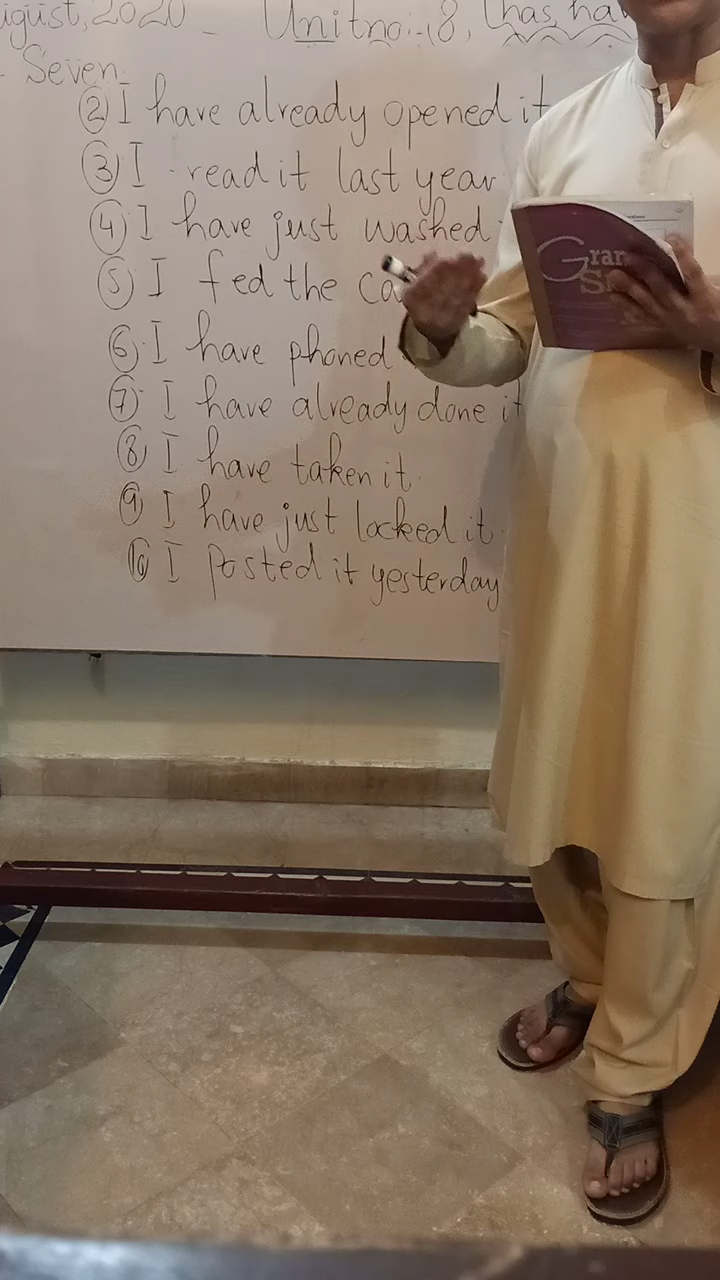 2020 Unit no:-18, (has, ha
Seven
② I have already opened it
③ I read it last year
④ I have just washed
⑤ I fed the ca
⑥ I have phoned
⑦ I have already done it
⑧ I have taken it.
⑨ I have just locked it
⑩ I Posted it yesterday
Gra
S